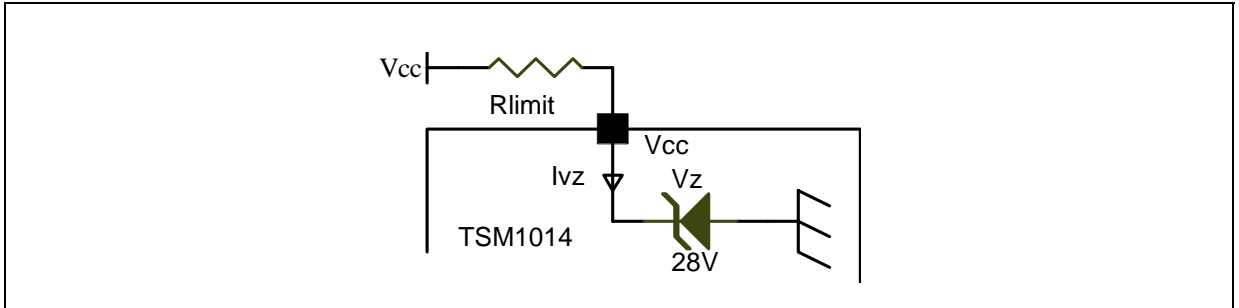 Vcc
Rlimit
Vcc
Ivz
Vz
TSM1014
28V